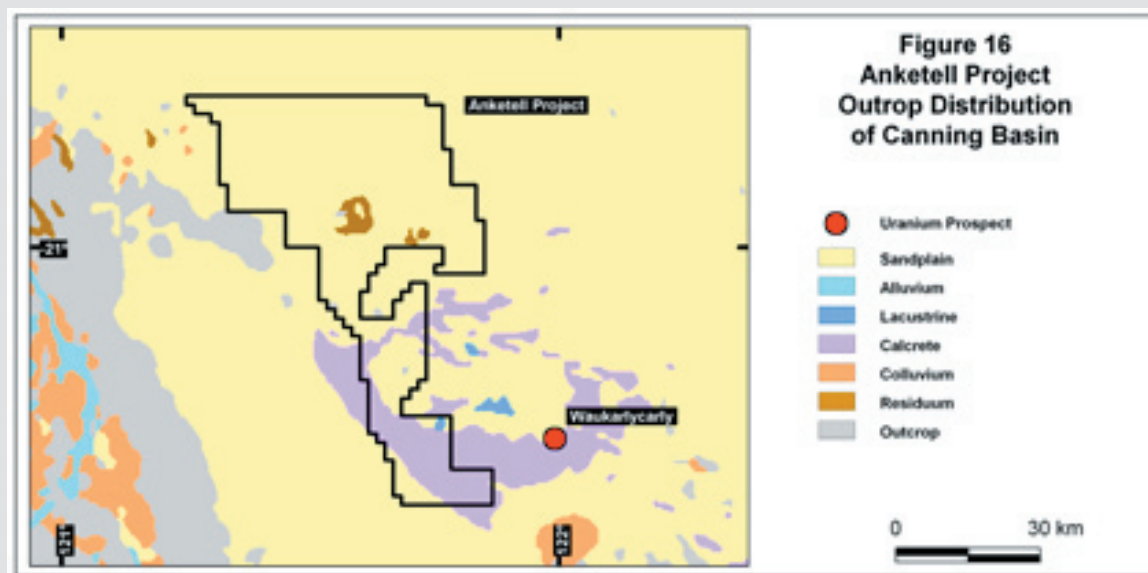 Figure 16
Anketell Project
Outrop Distribution
of Canning Basin
Anketell Project
-21°
Waukarlycarly
121°
122°
Uranium Prospect
Sandplain
Alluvium
Lacustrine
Calcrete
Colluvium
Residuum
Outcrop
0 30 km